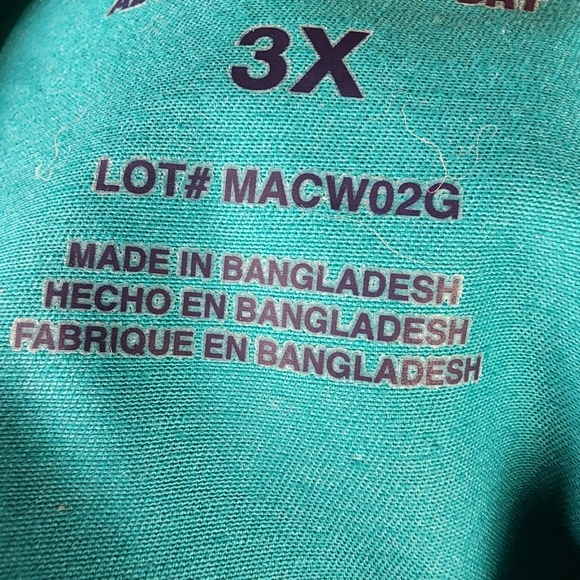 3X
LOT# MACW02G
MADE IN BANGLADESH
HECHO EN BANGLADESH
FABRIQUE EN BANGLADESH